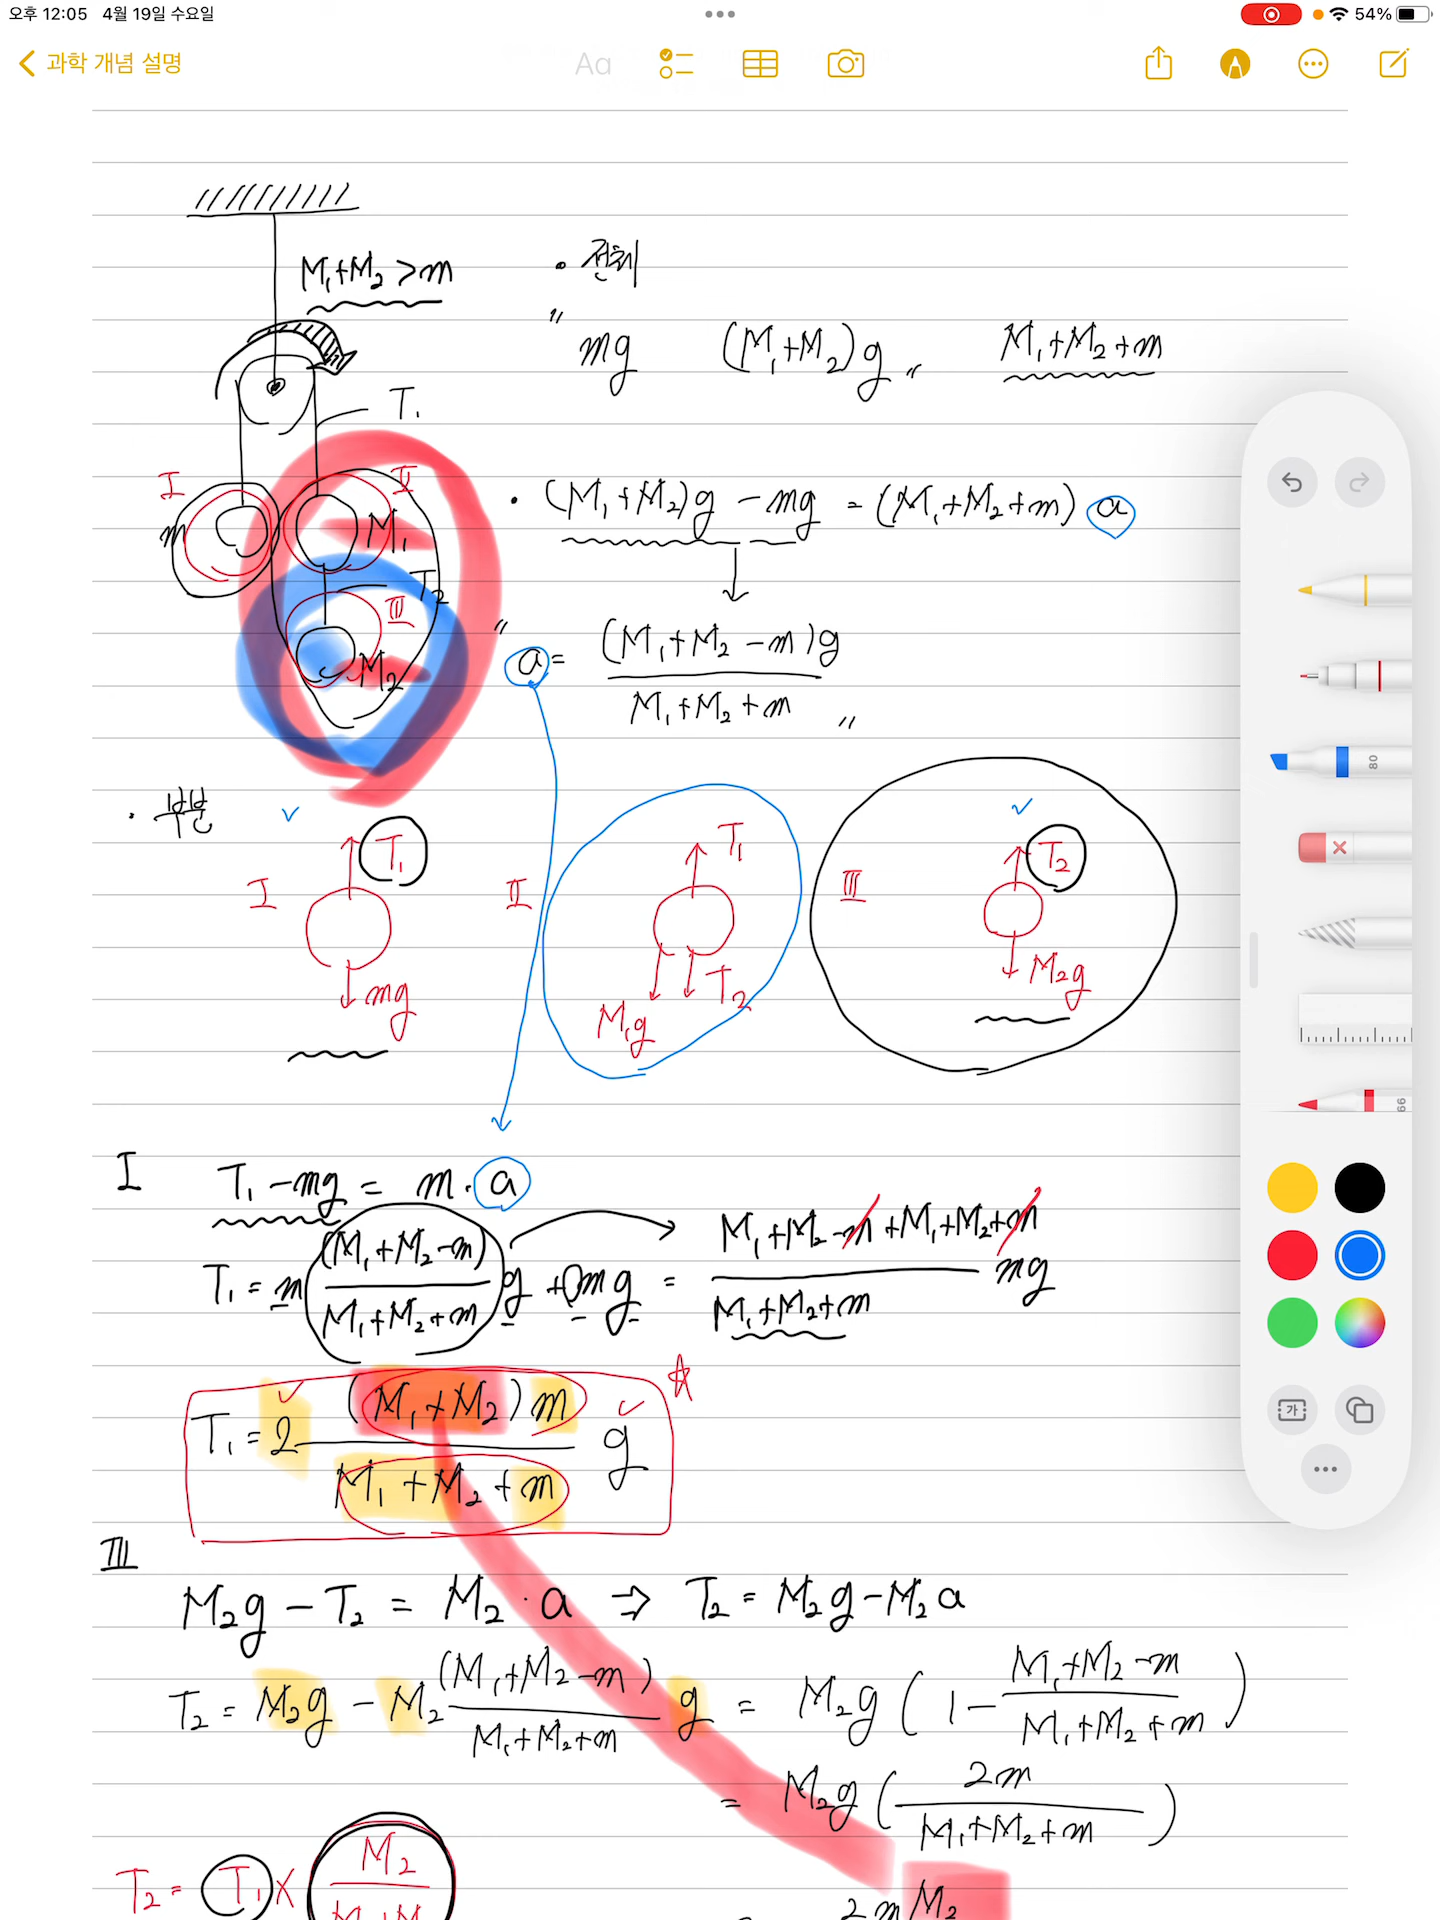 오후 12:05 4월 19일 수요일 54%
과학 개념 설명
Aa
M₁+M₂ > m
· 전체
" mg (M₁+M₂)g " M₁+M₂+m
T₁
I II
m M₁
· (M₁+M₂)g - mg = (M₁+M₂+m) a
T₂
III
M₂
" a = (M₁+M₂-m)g / M₁+M₂+m "
80
· 부분
I T₁ mg
II T₁ M₁g T₂
III T₂ M₂g
99
I T₁ - mg = m · a
T₁ = m (M₁+M₂-m) / M₁+M₂+m g + mg = M₁+M₂-m+M₁+M₂+m / M₁+M₂+m mg
가
T₁ = 2 (M₁+M₂)m / M₁+M₂+m g ☆
III
M₂g - T₂ = M₂ · a ⇒ T₂ = M₂g - M₂a
T₂ = M₂g - M₂ (M₁+M₂-m) / M₁+M₂+m g = M₂g ( 1 - M₁+M₂-m / M₁+M₂+m )
= M₂g ( 2m / M₁+M₂+m )
T₂ = T₁ × M₂
2m M₂